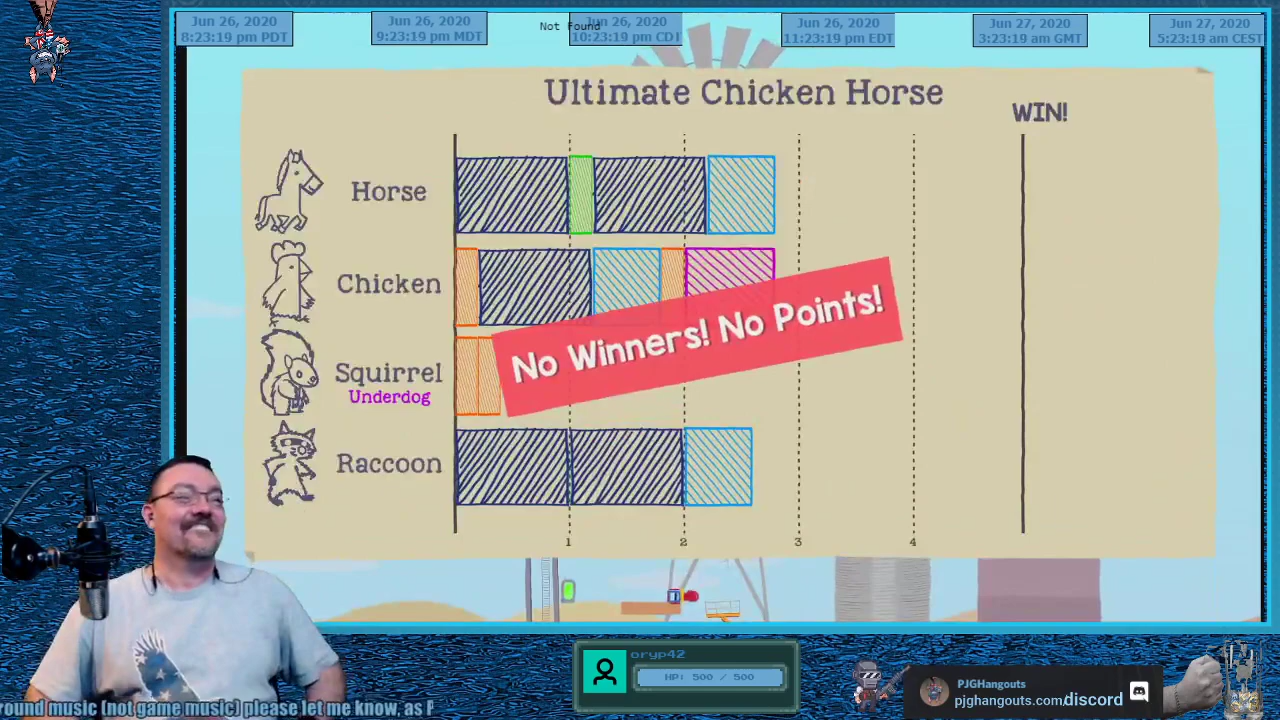 Jun 26, 2020
8:23:19 pm PDT
Jun 26, 2020
9:23:19 pm MDT
Not Found
Jun 26, 2020
10:23:19 pm CDT
Jun 26, 2020
11:23:19 pm EDT
Jun 27, 2020
3:23:19 am GMT
Jun 27, 2020
5:23:19 am CEST
Ultimate Chicken Horse
WIN!
Horse
Chicken
No Winners! No Points!
Squirrel
Underdog
Raccoon
1
2
3
4
oryp42
HP: 500 / 500
PJGHangouts
pjghangouts.com/discord
round music (not game music) please let me know, as